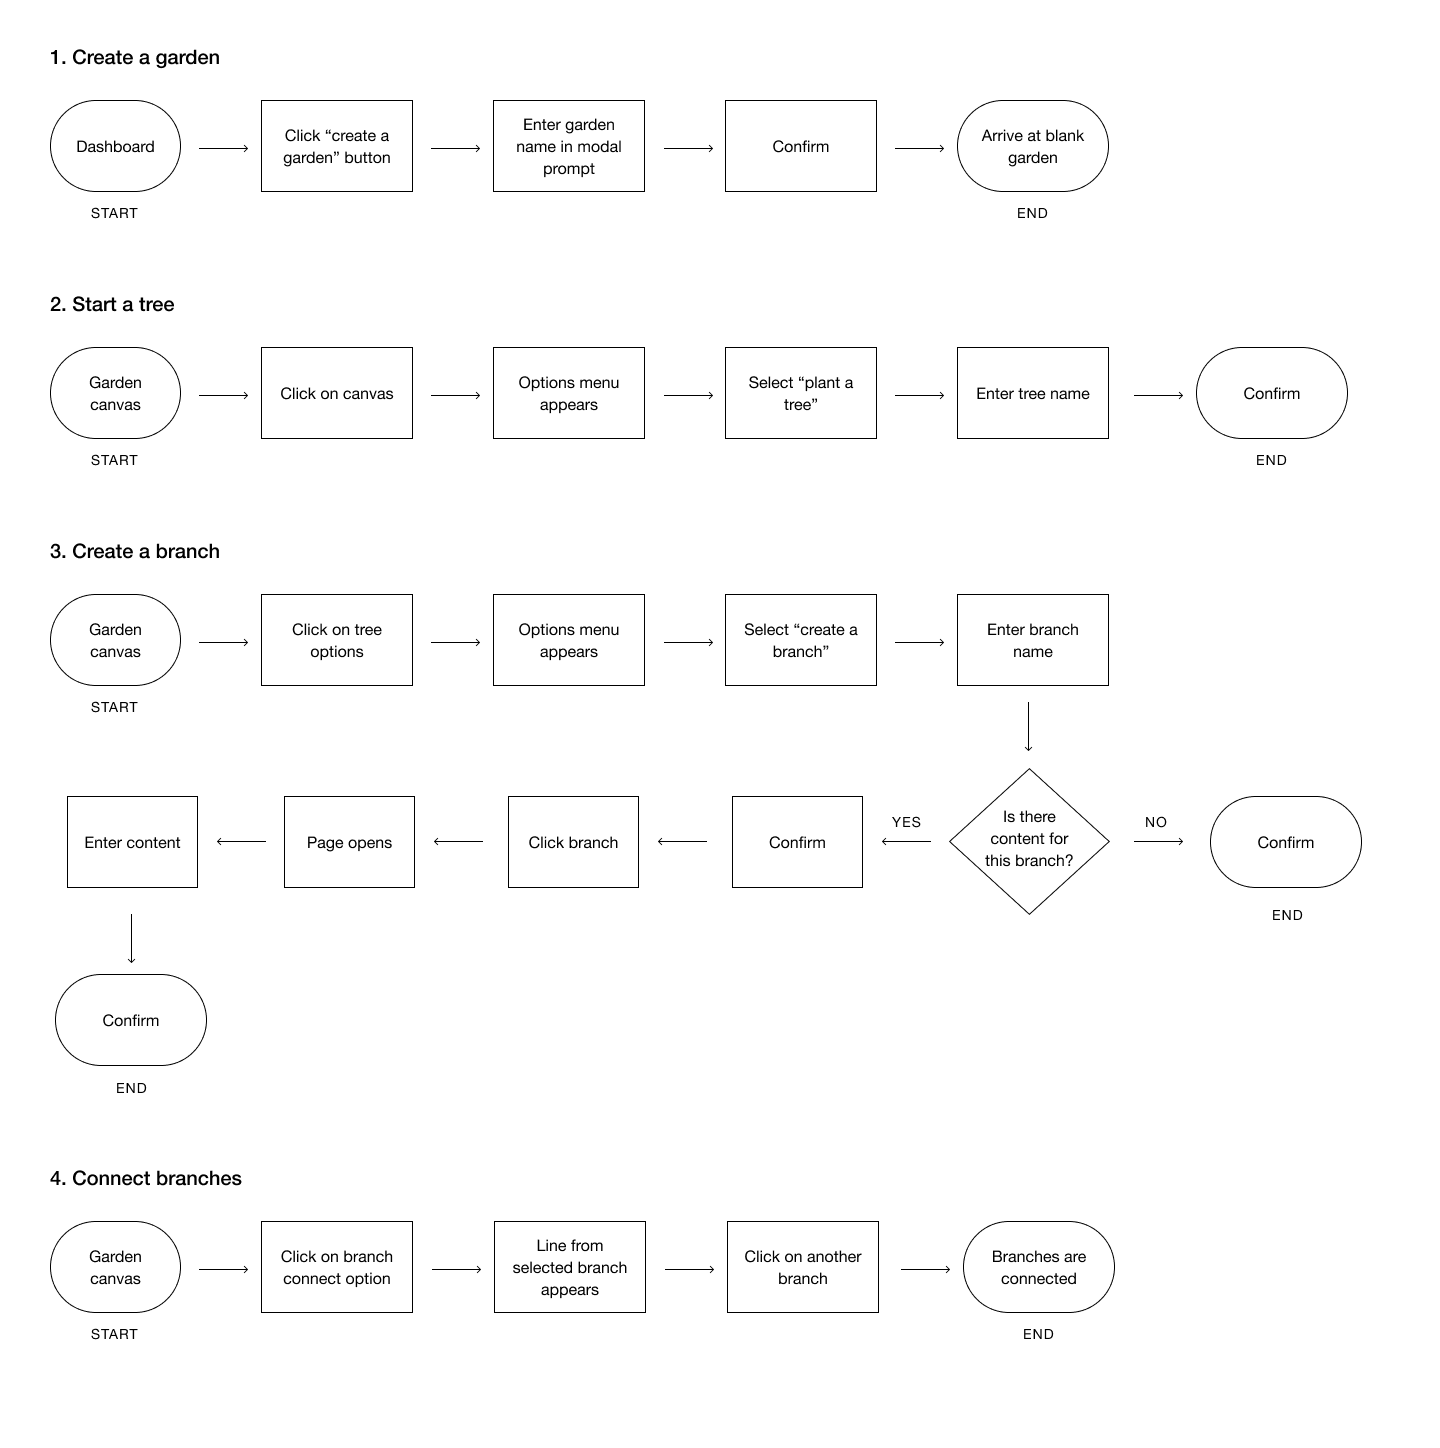 1. Create a garden
Dashboard
START
Click “create a
garden” button
Enter garden
name in modal
prompt
Confirm
Arrive at blank
garden
END
2. Start a tree
Garden
canvas
START
Click on canvas
Options menu
appears
Select “plant a
tree”
Enter tree name
Confirm
END
3. Create a branch
Garden
canvas
START
Click on tree
options
Options menu
appears
Select “create a
branch”
Enter branch
name
Is there
content for
this branch?
NO
Confirm
END
YES
Confirm
Click branch
Page opens
Enter content
Confirm
END
4. Connect branches
Garden
canvas
START
Click on branch
connect option
Line from
selected branch
appears
Click on another
branch
Branches are
connected
END